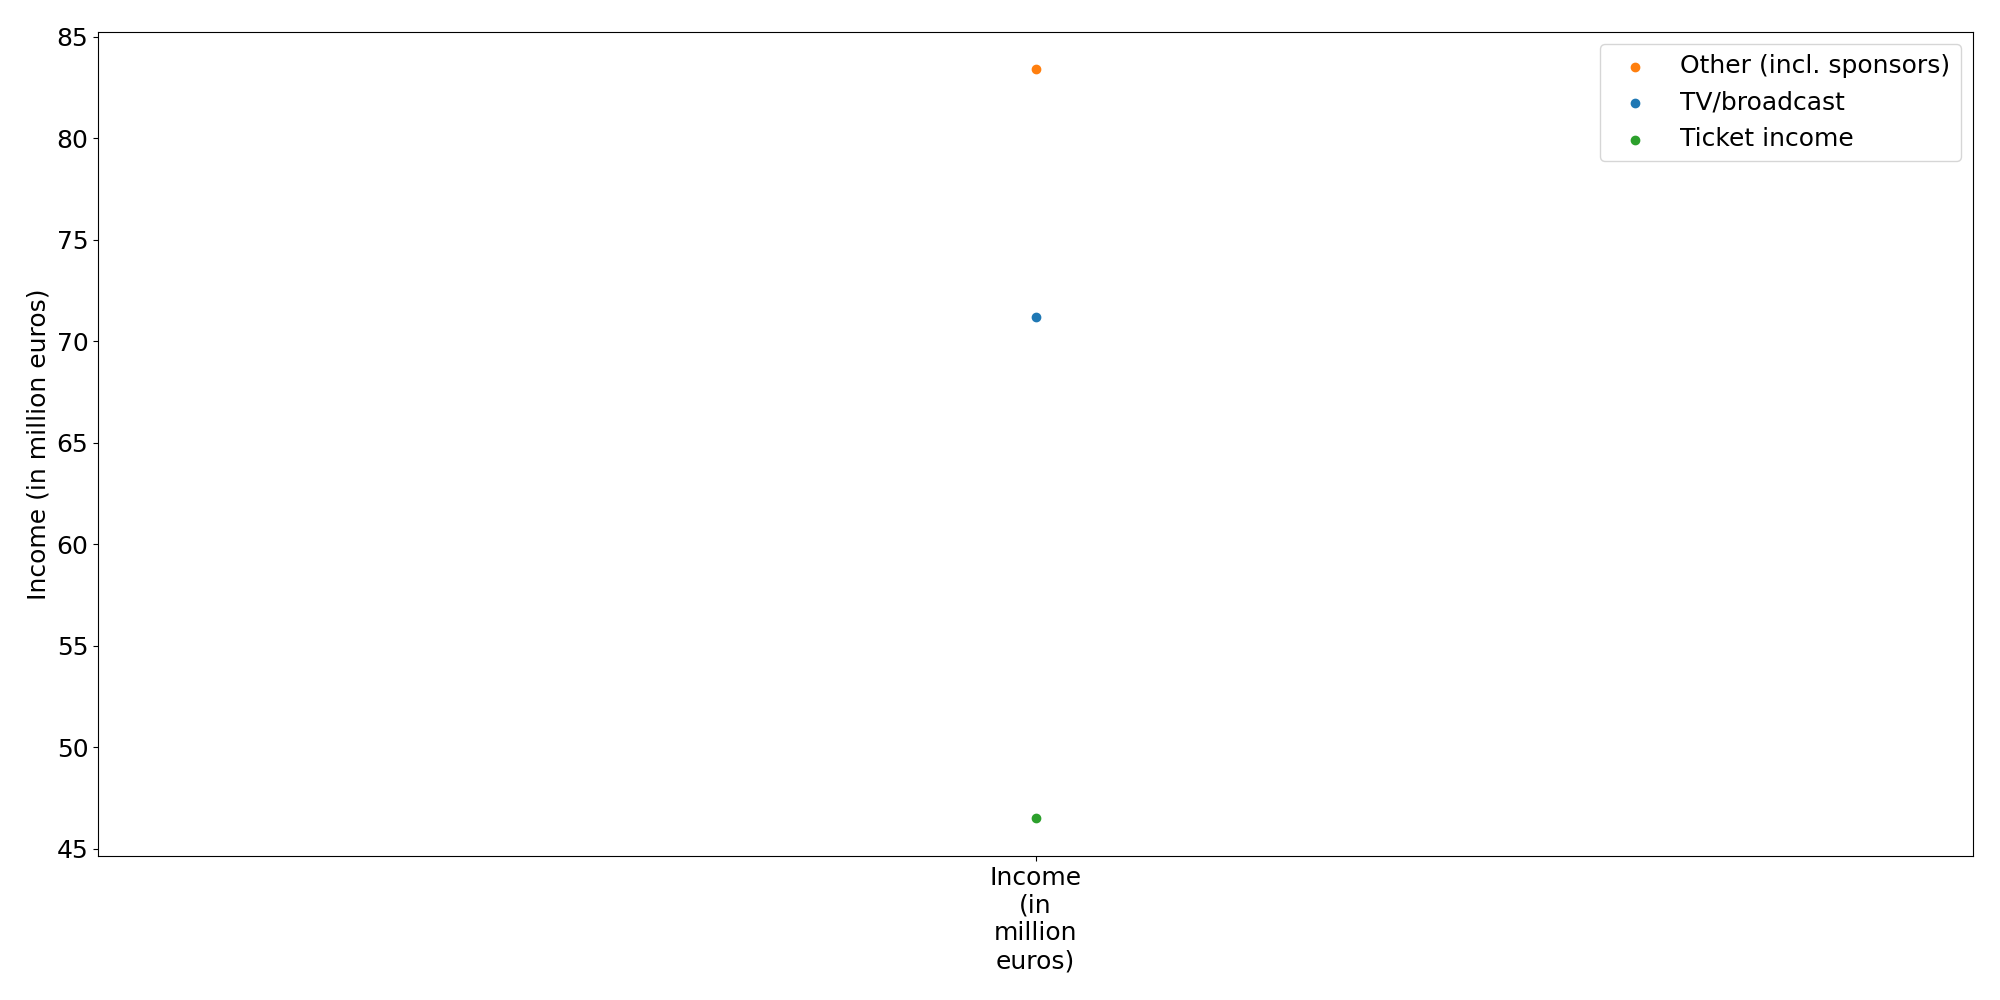 85
80
75
70
65
60
55
50
45
Income (in million euros)
Other (incl. sponsors)
TV/broadcast
Ticket income
Income
(in
million
euros)